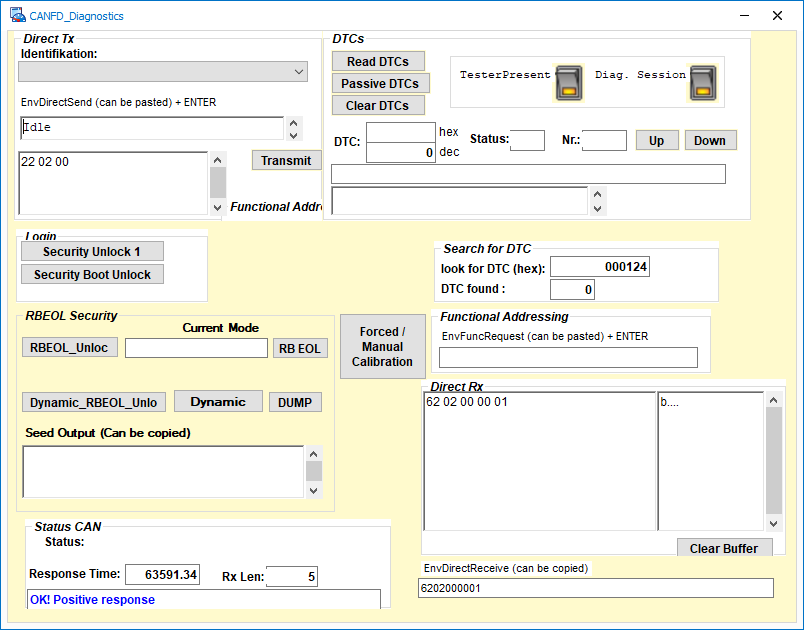 CANFD_Diagnostics
Direct Tx
Identifikation:
EnvDirectSend (can be pasted) + ENTER
Idle
22 02 00
Transmit
Functional Addr
DTCs
Read DTCs
Passive DTCs
Clear DTCs
TesterPresent
Diag. Session
DTC:
hex
0 dec
Status:
Nr.:
Up
Down
Login
Security Unlock 1
Security Boot Unlock
Search for DTC
look for DTC (hex): 000124
DTC found : 0
RBEOL Security
Current Mode
RBEOL_Unloc
RB EOL
Dynamic_RBEOL_Unlo
Dynamic
DUMP
Seed Output (Can be copied)
Forced /
Manual
Calibration
Functional Addressing
EnvFuncRequest (can be pasted) + ENTER
Direct Rx
62 02 00 00 01
b....
Clear Buffer
EnvDirectReceive (can be copied)
6202000001
Status CAN
Status:
Response Time: 63591.34
Rx Len: 5
OK! Positive response